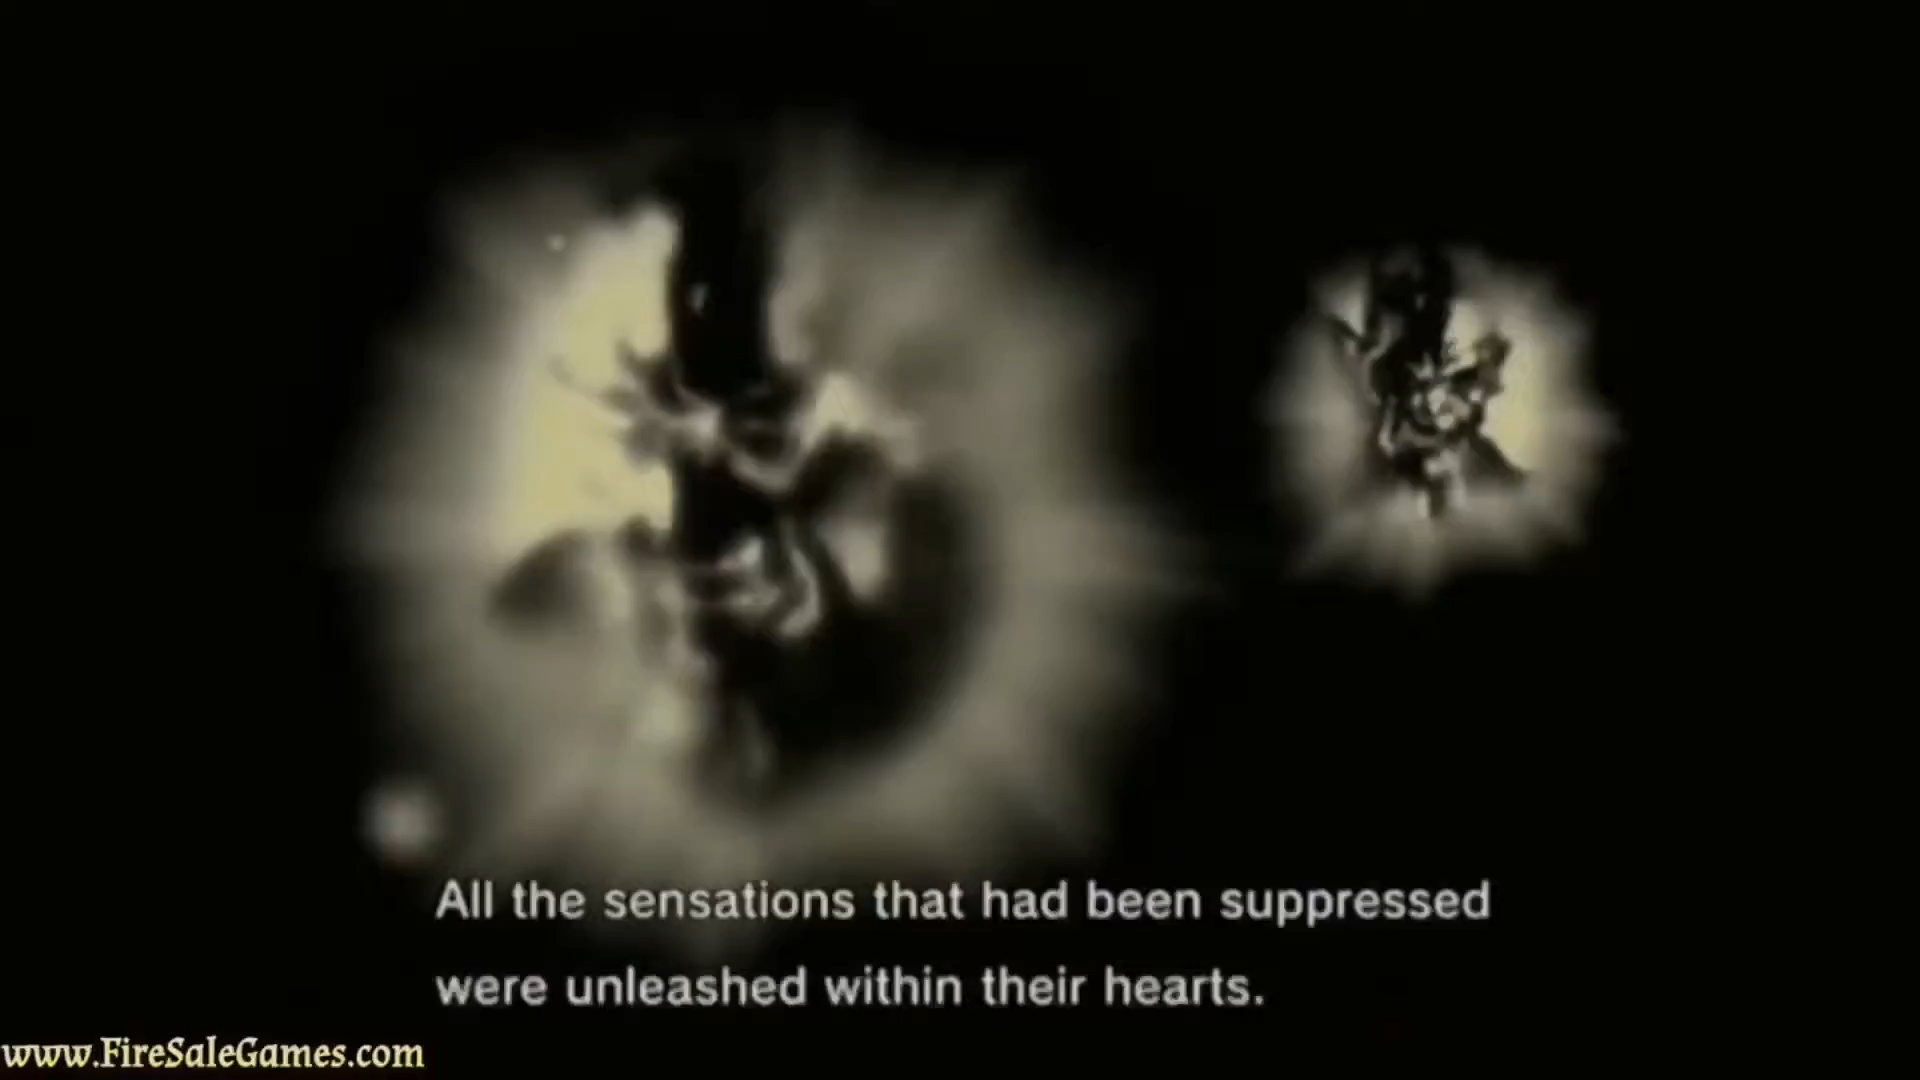 All the sensations that had been suppressed
were unleashed within their hearts.
www.FireSaleGames.com